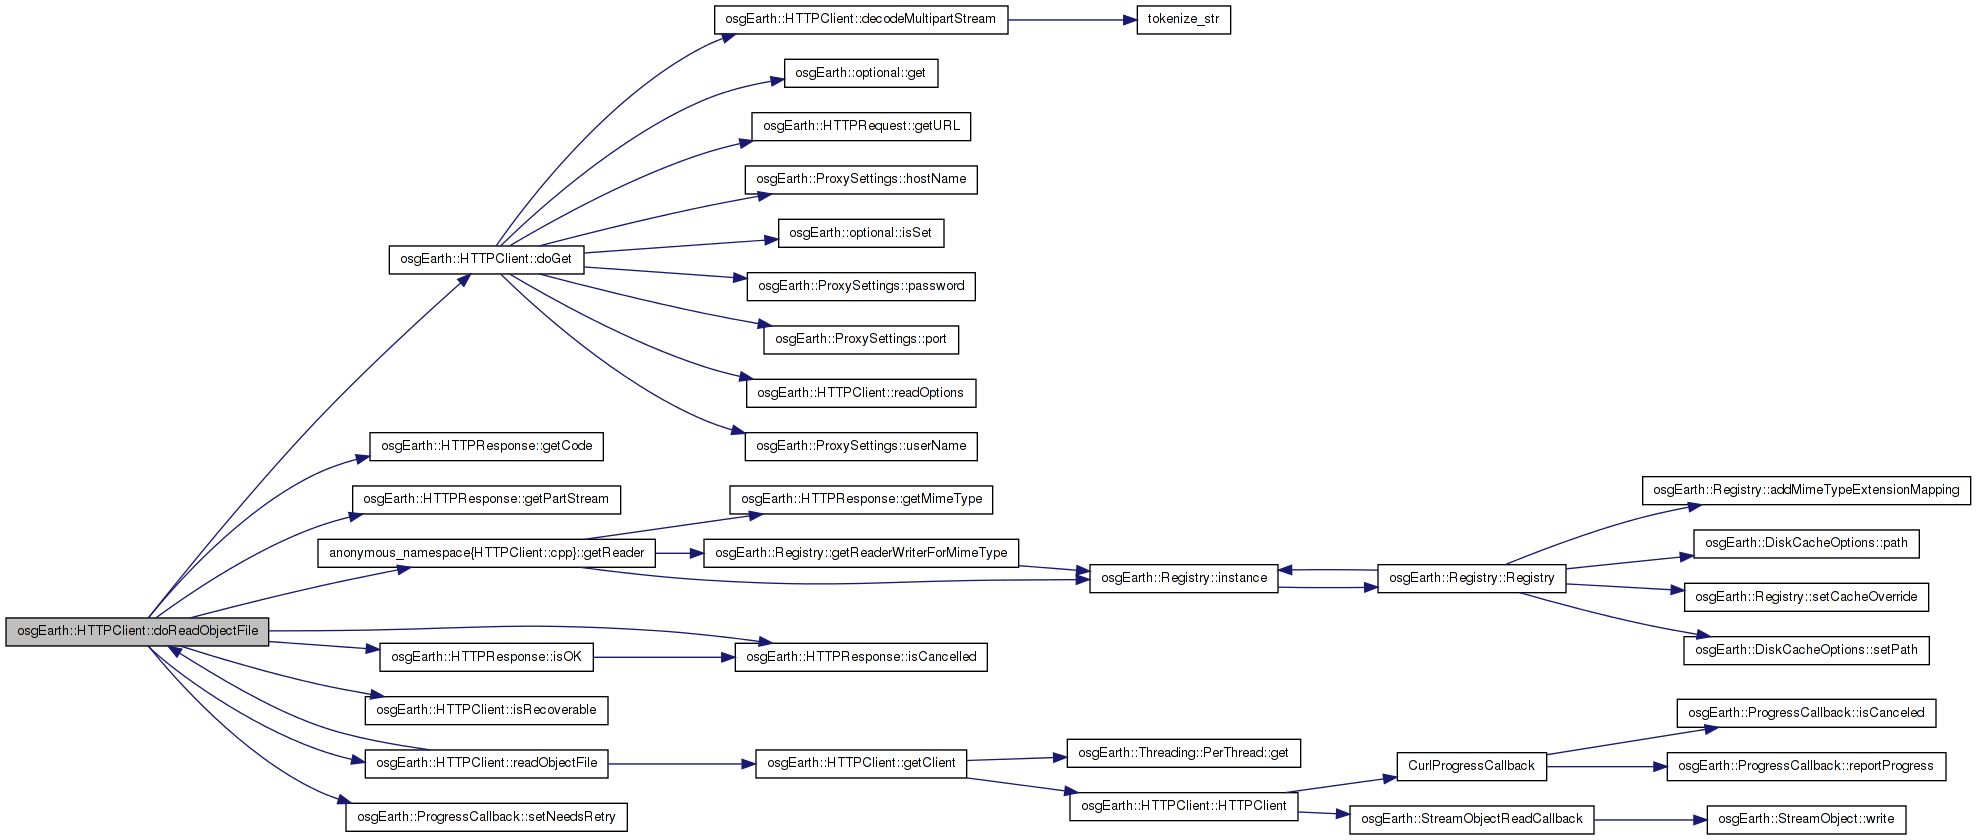 osgEarth::HTTPClient::decodeMultipartStream
tokenize_str
osgEarth::optional::get
osgEarth::HTTPRequest::getURL
osgEarth::ProxySettings::hostName
osgEarth::optional::isSet
osgEarth::HTTPClient::doGet
osgEarth::ProxySettings::password
osgEarth::ProxySettings::port
osgEarth::HTTPClient::readOptions
osgEarth::HTTPResponse::getCode
osgEarth::ProxySettings::userName
osgEarth::HTTPResponse::getPartStream
osgEarth::HTTPResponse::getMimeType
osgEarth::Registry::addMimeTypeExtensionMapping
anonymous_namespace{HTTPClient::cpp}::getReader
osgEarth::Registry::getReaderWriterForMimeType
osgEarth::DiskCacheOptions::path
osgEarth::Registry::instance
osgEarth::Registry::Registry
osgEarth::Registry::setCacheOverride
osgEarth::HTTPClient::doReadObjectFile
osgEarth::HTTPResponse::isOK
osgEarth::HTTPResponse::isCancelled
osgEarth::DiskCacheOptions::setPath
osgEarth::HTTPClient::isRecoverable
osgEarth::ProgressCallback::isCanceled
osgEarth::HTTPClient::readObjectFile
osgEarth::HTTPClient::getClient
osgEarth::Threading::PerThread::get
CurlProgressCallback
osgEarth::ProgressCallback::reportProgress
osgEarth::ProgressCallback::setNeedsRetry
osgEarth::HTTPClient::HTTPClient
osgEarth::StreamObjectReadCallback
osgEarth::StreamObject::write